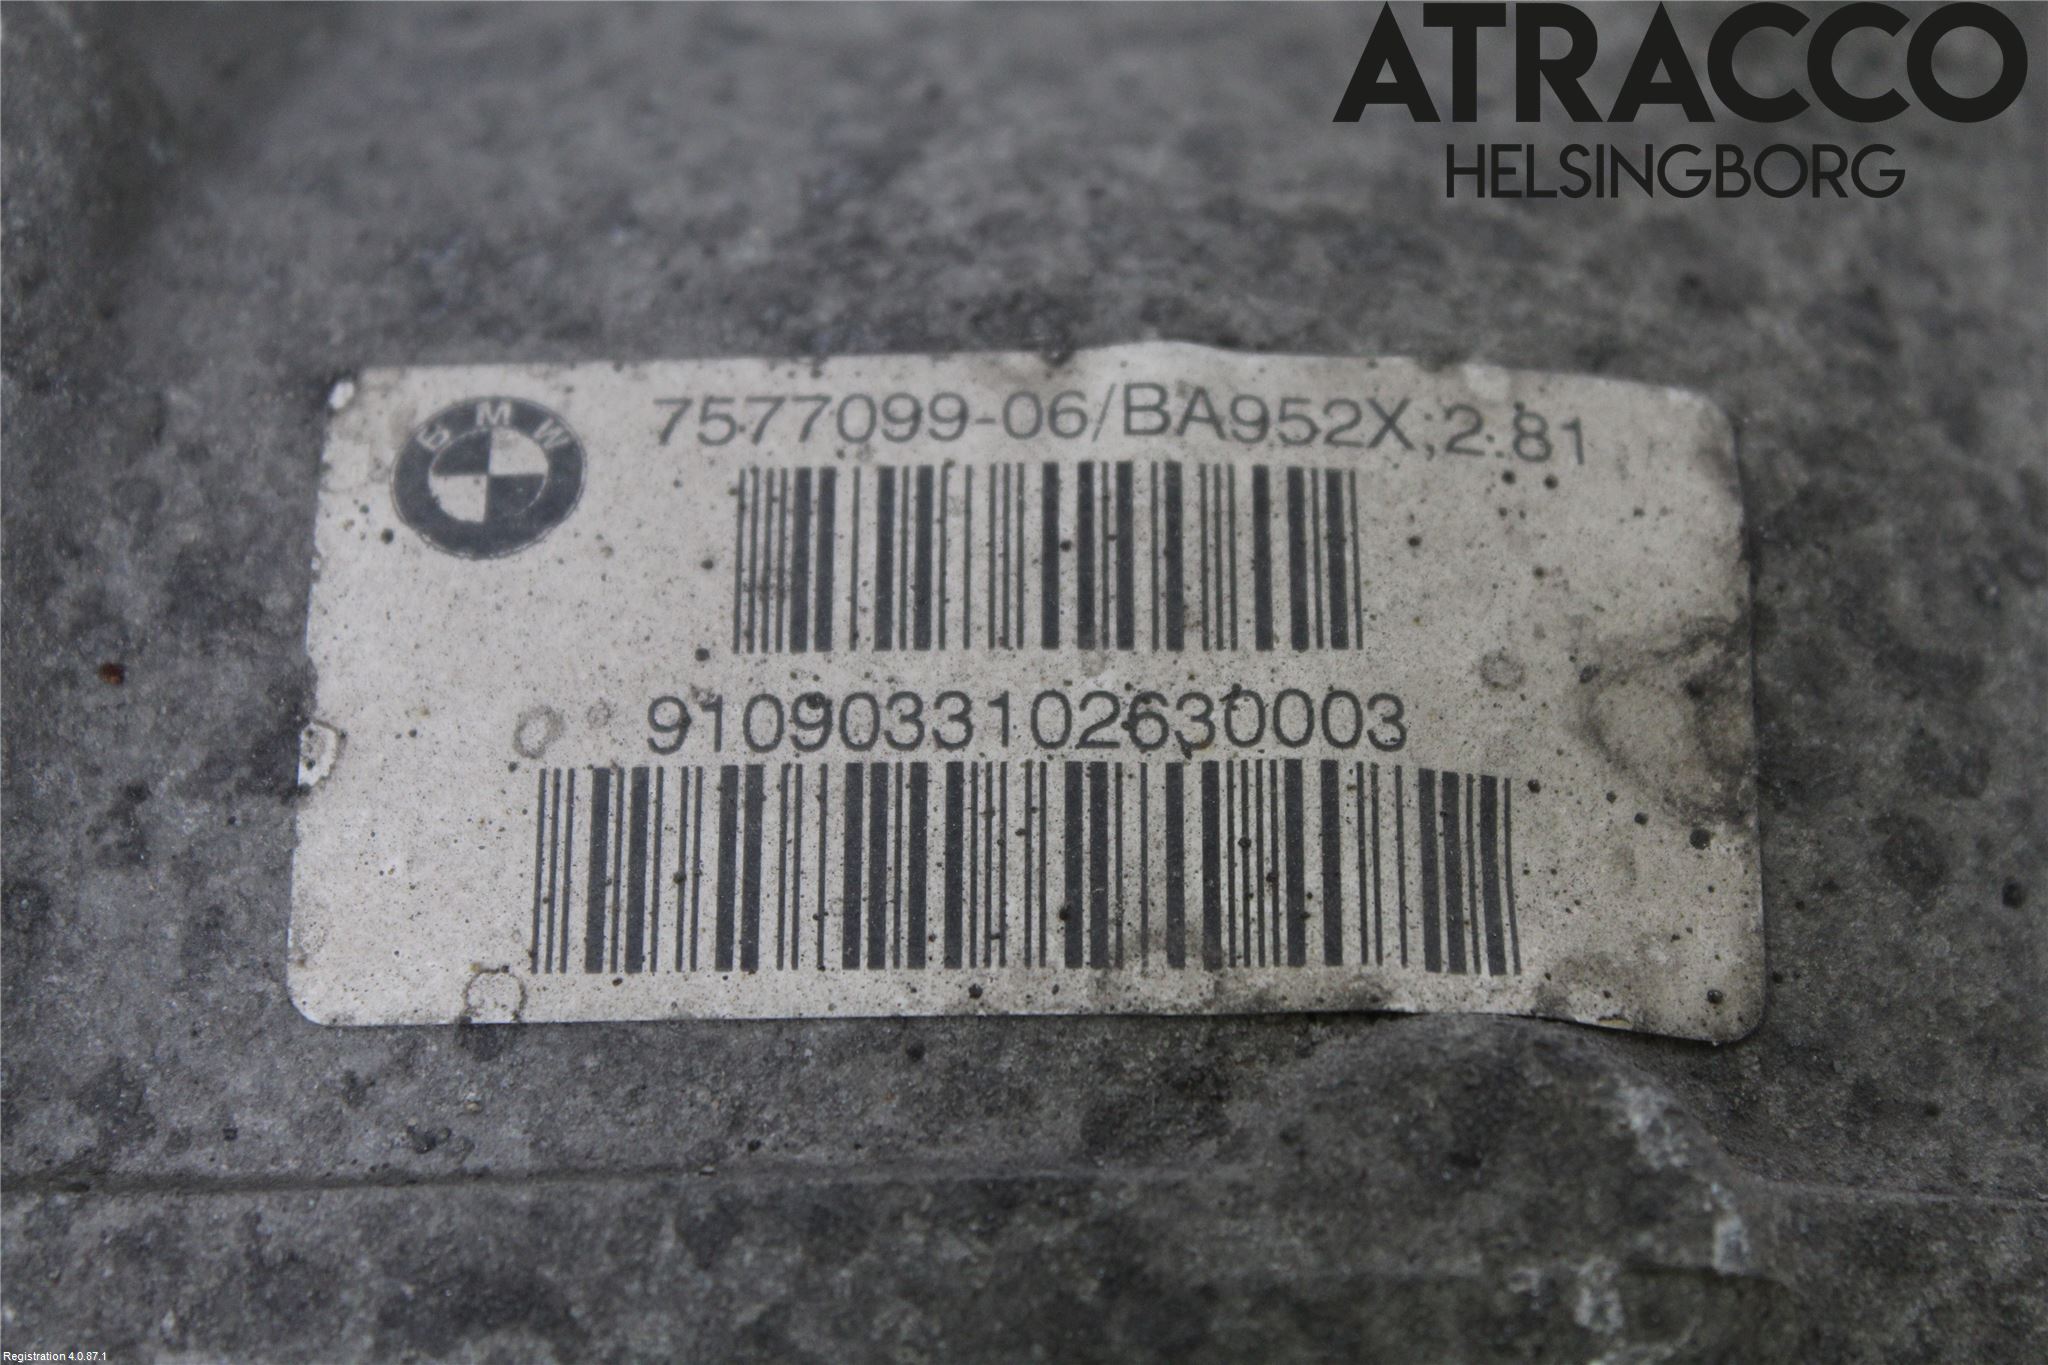 ATRACCO
HELSINGBORG
BMW
7577099-06/BA952X;2.81
9109033102630003
Registration 4.0.87.1